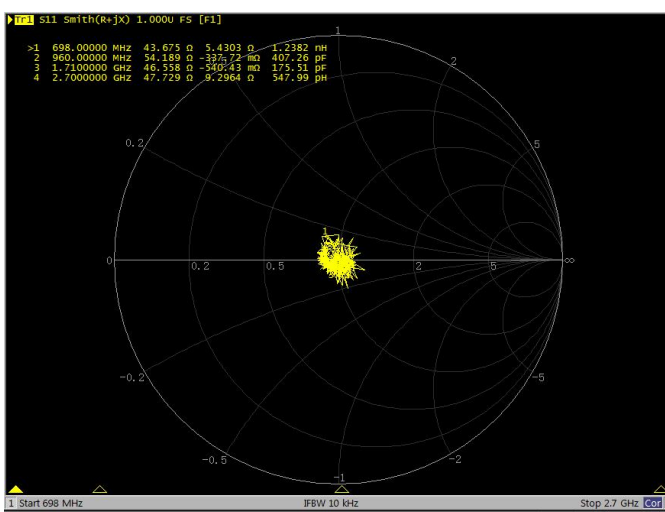 Tr1 S11 Smith(R+jX) 1.000U FS [F1]
>1 698.00000 MHz 43.675 Ω 5.4303 Ω 1.2382 nH
2 960.00000 MHz 54.189 Ω -337.72 mΩ 407.26 pF
3 1.7100000 GHz 46.558 Ω -540.43 mΩ 175.51 pF
4 2.7000000 GHz 47.729 Ω 9.2964 Ω 547.99 pH
1
2
0.2
5
1
0
0.2
0.5
2
5
∞
-0.2
-5
-0.5
-2
-1
1 Start 698 MHz IFBW 10 kHz Stop 2.7 GHz Cor